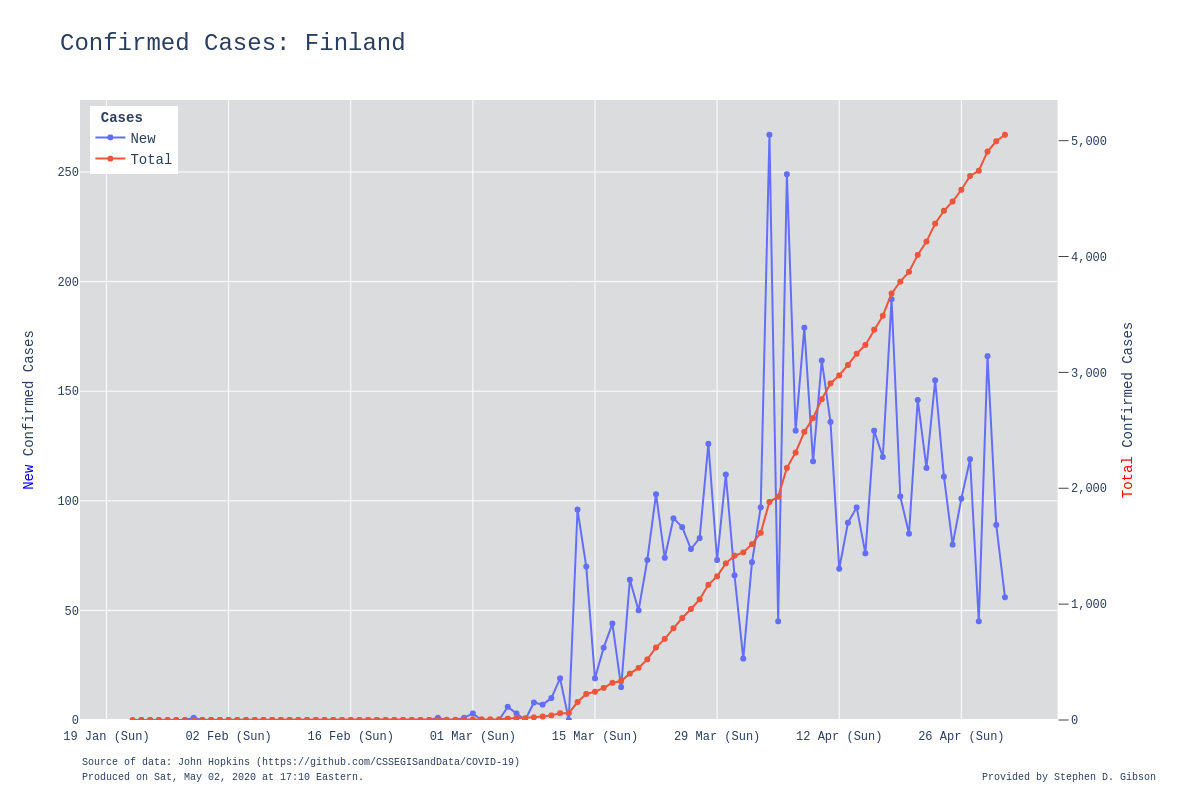 Confirmed Cases: Finland
Cases
New
Total
250
200
150
100
50
0
5,000
4,000
3,000
2,000
1,000
0
New Confirmed Cases
Total Confirmed Cases
19 Jan (Sun)
02 Feb (Sun)
16 Feb (Sun)
01 Mar (Sun)
15 Mar (Sun)
29 Mar (Sun)
12 Apr (Sun)
26 Apr (Sun)
Source of data: John Hopkins (https://github.com/CSSEGISandData/COVID-19)
Produced on Sat, May 02, 2020 at 17:10 Eastern.
Provided by Stephen D. Gibson